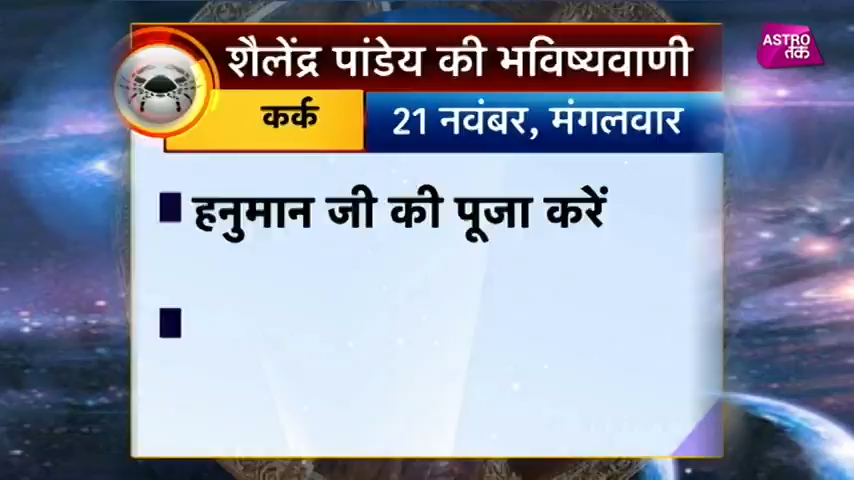 शैलेंद्र पांडेय की भविष्यवाणी
ASTRO
तक
कर्क
21 नवंबर, मंगलवार
हनुमान जी की पूजा करें